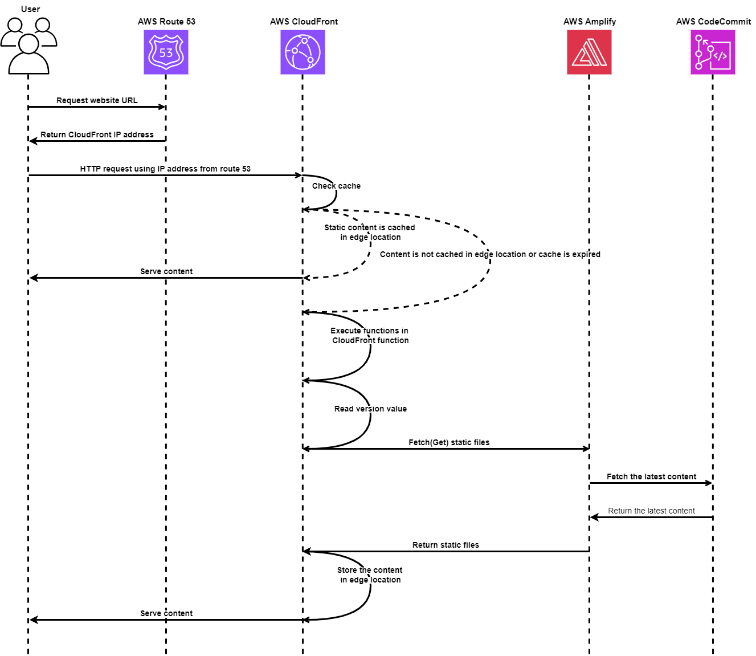 User
AWS Route 53
AWS CloudFront
AWS Amplify
AWS CodeCommit
53
</>
Request website URL
Return CloudFront IP address
HTTP request using IP address from route 53
Check cache
Static content is cached
in edge location
Content is not cached in edge location or cache is expired
Serve content
Execute functions in
CloudFront function
Read version value
Fetch(Get) static files
Fetch the latest content
Return the latest content
Return static files
Store the content
in edge location
Serve content